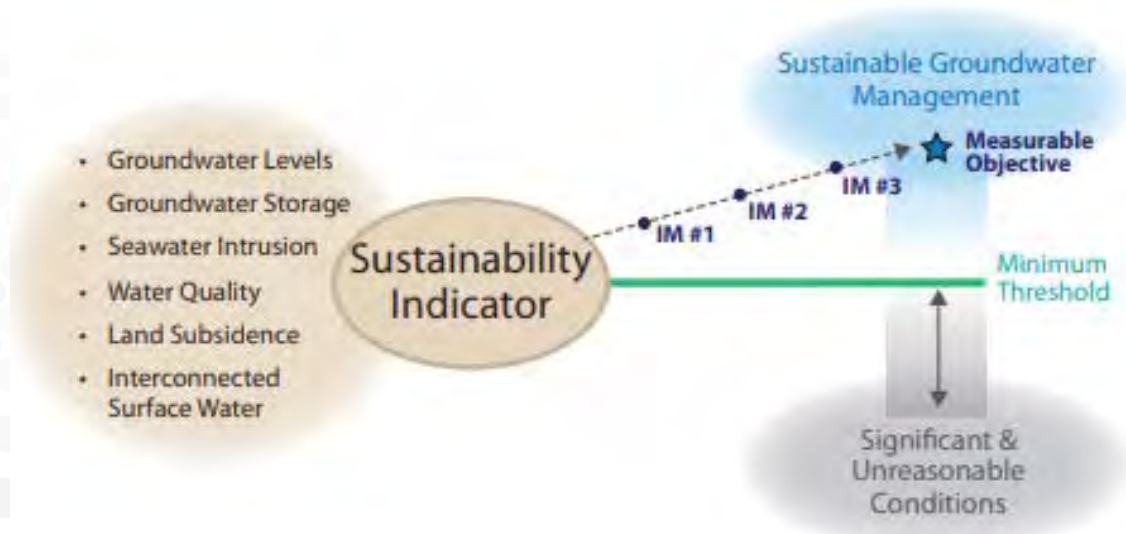 • Groundwater Levels
• Groundwater Storage
• Seawater Intrusion
• Water Quality
• Land Subsidence
• Interconnected
Surface Water
Sustainability
Indicator
IM #1
IM #2
IM #3
Sustainable Groundwater
Management
Measurable
Objective
Minimum
Threshold
Significant &
Unreasonable
Conditions